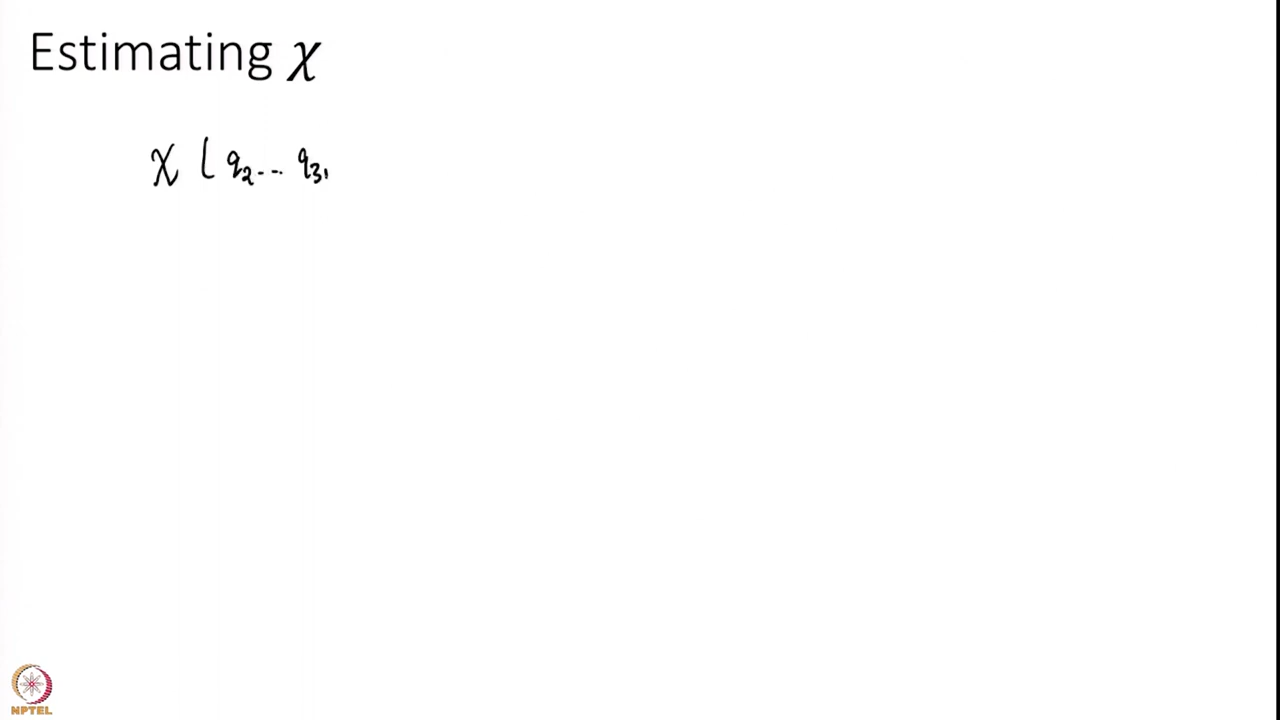 Estimating χ
χ ( q₂ … q₃₁
NPTEL